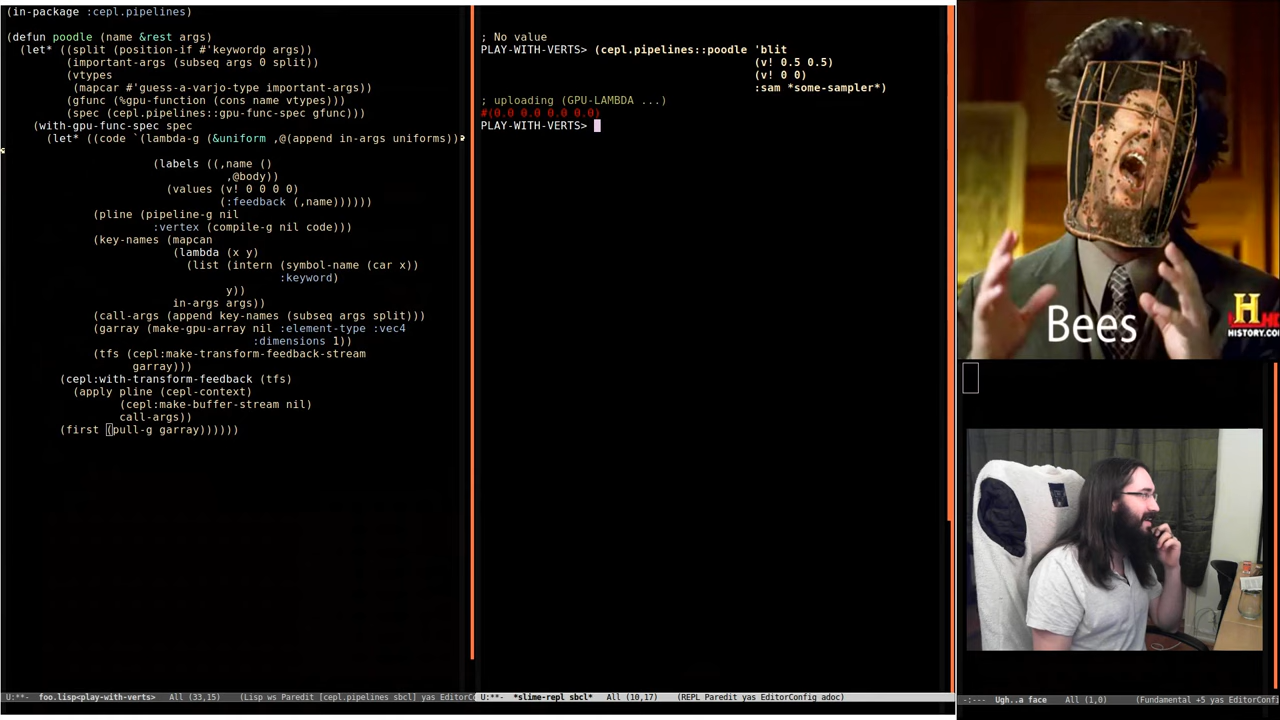 (in-package :cepl.pipelines)
(defun poodle (name &rest args)
(let* ((split (position-if #'keywordp args))
(important-args (subseq args 0 split))
(vtypes
(mapcar #'guess-a-varjo-type important-args))
(gfunc (%gpu-function (cons name vtypes)))
(spec (cepl.pipelines::gpu-func-spec gfunc)))
(with-gpu-func-spec spec
(let* ((code `(lambda-g (&uniform ,@(append in-args uniforms))
(labels ((,name ()
,@body))
(values (v! 0 0 0 0)
(:feedback (,name))))))
(pline (pipeline-g nil
:vertex (compile-g nil code)))
(key-names (mapcan
(lambda (x y)
(list (intern (symbol-name (car x))
:keyword)
y))
in-args args))
(call-args (append key-names (subseq args split)))
(garray (make-gpu-array nil :element-type :vec4
:dimensions 1))
(tfs (cepl:make-transform-feedback-stream
garray)))
(cepl:with-transform-feedback (tfs)
(apply pline (cepl-context)
(cepl:make-buffer-stream nil)
call-args))
(first (pull-g garray))))))
U:**- foo.lisp<play-with-verts> All (33,15) (Lisp ws Paredit [cepl.pipelines sbcl] yas EditorCo
; No value
PLAY-WITH-VERTS> (cepl.pipelines::poodle 'blit
(v! 0.5 0.5)
(v! 0 0)
:sam *some-sampler*)
; uploading (GPU-LAMBDA ...)
#(0.0 0.0 0.0 0.0)
PLAY-WITH-VERTS>
U:**- *slime-repl sbcl* All (10,17) (REPL Paredit yas EditorConfig adoc)
Bees
H
HISTORY.CO
-:--- Ugh..a face All (1,0) (Fundamental +5 yas EditorConfi